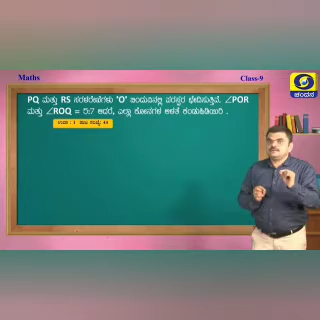 Maths
Class-9
ಚಂದನ
PQ ಮತ್ತು RS ಸರಳರೇಖೆಗಳು 'O' ಬಿಂದುವಿನಲ್ಲಿ ಪರಸ್ಪರ ಛೇದಿಸುತ್ತವೆ. ∠POR
ಮತ್ತು ∠ROQ = 5:7 ಆದರೆ, ಎಲ್ಲಾ ಕೋನಗಳ ಅಳತೆ ಕಂಡುಹಿಡಿಯಿರಿ .